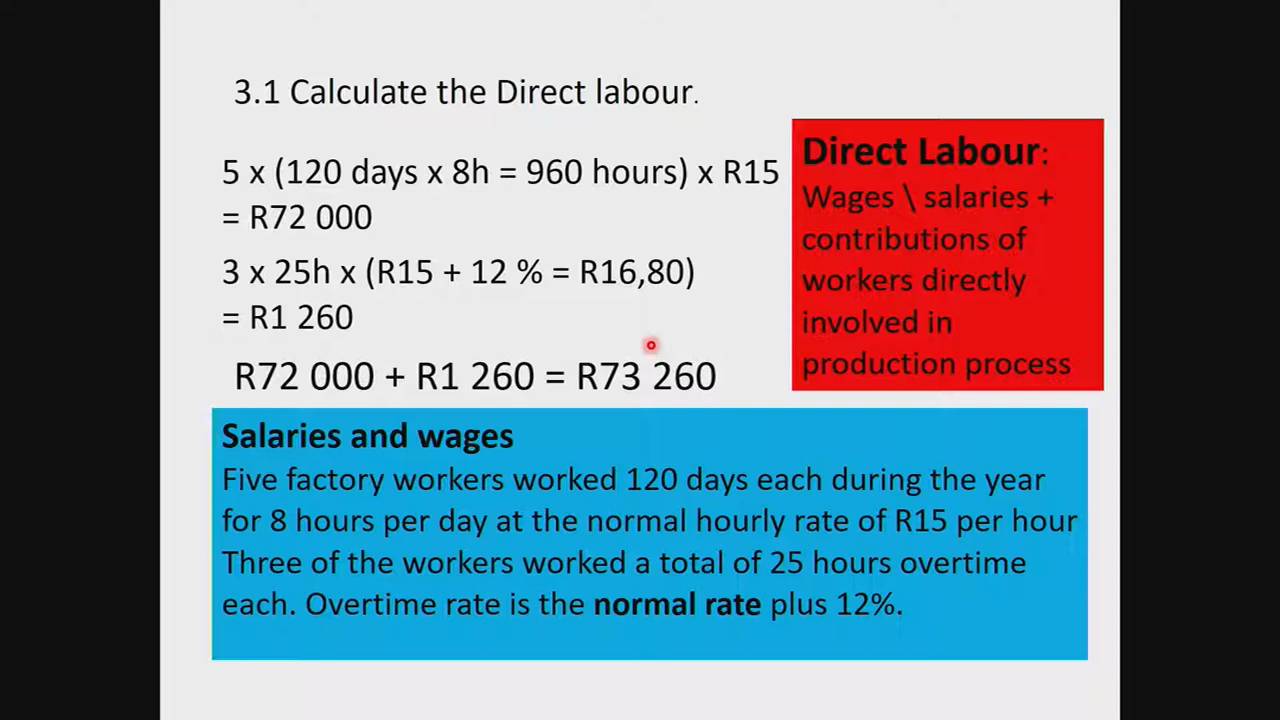 3.1 Calculate the Direct labour.
5 x (120 days x 8h = 960 hours) x R15
= R72 000
3 x 25h x (R15 + 12 % = R16,80)
= R1 260
R72 000 + R1 260 = R73 260
Direct Labour:
Wages \ salaries +
contributions of
workers directly
involved in
production process
Salaries and wages
Five factory workers worked 120 days each during the year
for 8 hours per day at the normal hourly rate of R15 per hour
Three of the workers worked a total of 25 hours overtime
each. Overtime rate is the normal rate plus 12%.